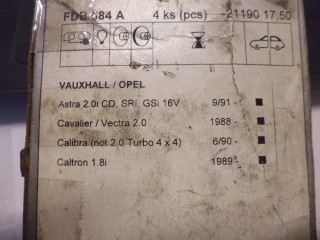 FDB 584 A 4 ks (pcs) -21190 17,50
VAUXHALL / OPEL
Astra 2.0i CD, SRi, GSi 16V 9/91 -
Cavalier / Vectra 2.0 1988 -
Calibra (not 2.0 Turbo 4 x 4) 6/90 -
Caltron 1.8i 1989 -